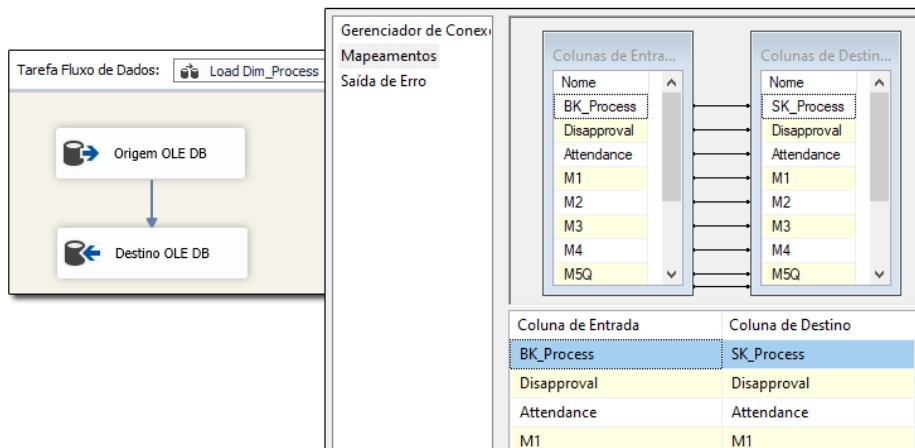 Tarefa Fluxo de Dados: Load Dim_Process
Origem OLE DB
Destino OLE DB
Gerenciador de Conex
Mapeamentos
Saída de Erro
Colunas de Entra...
Nome
BK_Process
Disapproval
Attendance
M1
M2
M3
M4
M5Q
Colunas de Destin...
Nome
SK_Process
Disapproval
Attendance
M1
M2
M3
M4
M5Q
Coluna de Entrada Coluna de Destino
BK_Process SK_Process
Disapproval Disapproval
Attendance Attendance
M1 M1